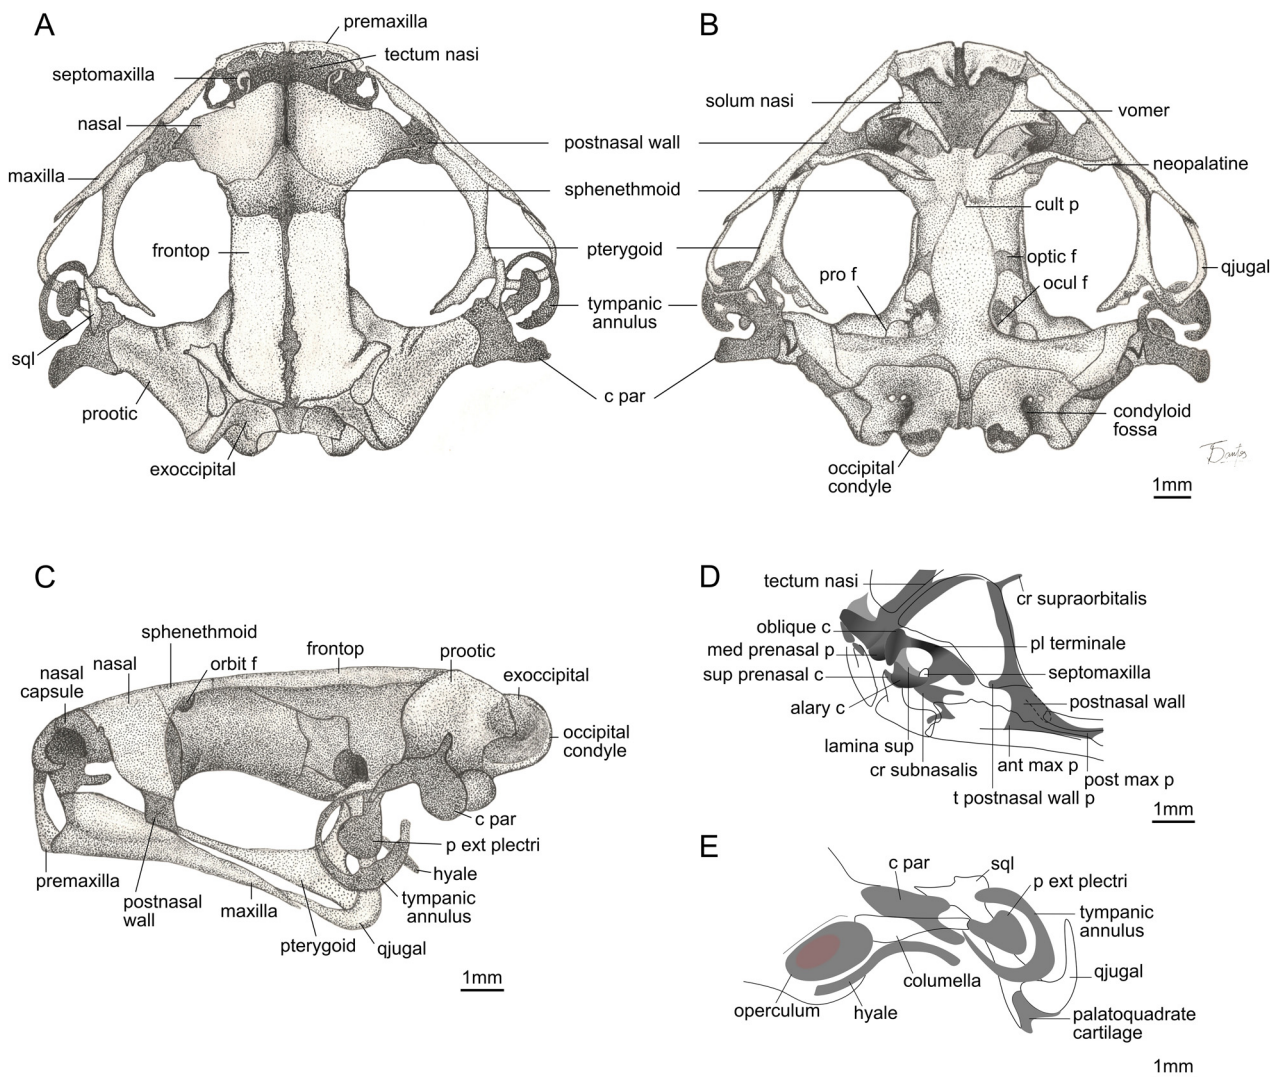 A
B
premaxilla
tectum nasi
septomaxilla
solum nasi
vomer
nasal
postnasal wall
neopalatine
maxilla
sphenethmoid
cult p
frontop
pterygoid
optic f
qjugal
pro f
ocul f
tympanic
annulus
sql
c par
prootic
condyloid
fossa
exoccipital
occipital
condyle
1mm
C
sphenethmoid
nasal
orbit f
frontop
prootic
nasal
capsule
exoccipital
occipital
condyle
c par
p ext plectri
hyale
premaxilla
postnasal
wall
maxilla
tympanic
annulus
pterygoid
qjugal
1mm
D
tectum nasi
cr supraorbitalis
oblique c
pl terminale
med prenasal p
septomaxilla
sup prenasal c
postnasal wall
alary c
lamina sup
cr subnasalis
ant max p
post max p
t postnasal wall p
1mm
E
c par
sql
p ext plectri
tympanic
annulus
qjugal
columella
operculum
hyale
palatoquadrate
cartilage
1mm